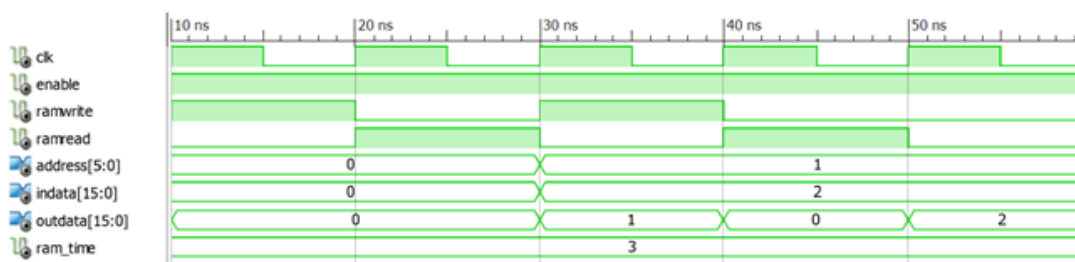 10 ns 20 ns 30 ns 40 ns 50 ns
clk
enable
ramwrite
ramread
address[5:0] 0 1
indata[15:0] 0 2
outdata[15:0] 0 1 0 2
ram_time 3